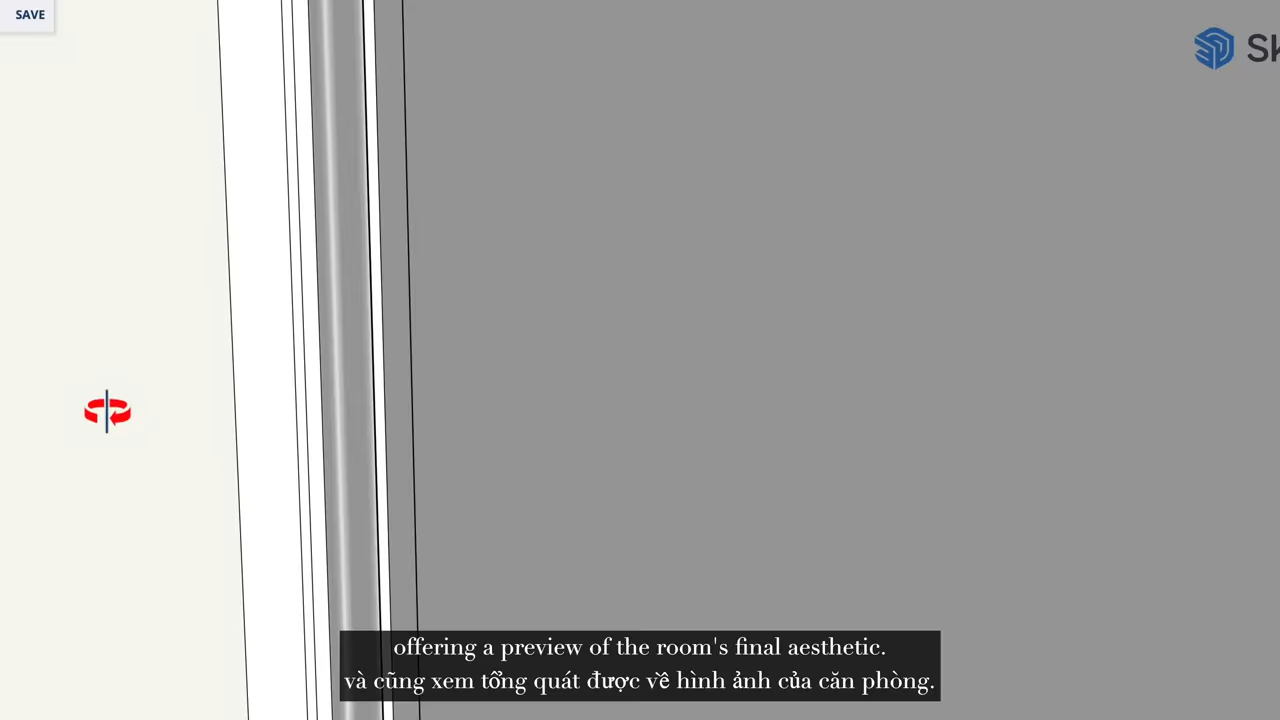 SAVE
Sk
offering a preview of the room's final aesthetic.
và cũng xem tổng quát được về hình ảnh của căn phòng.